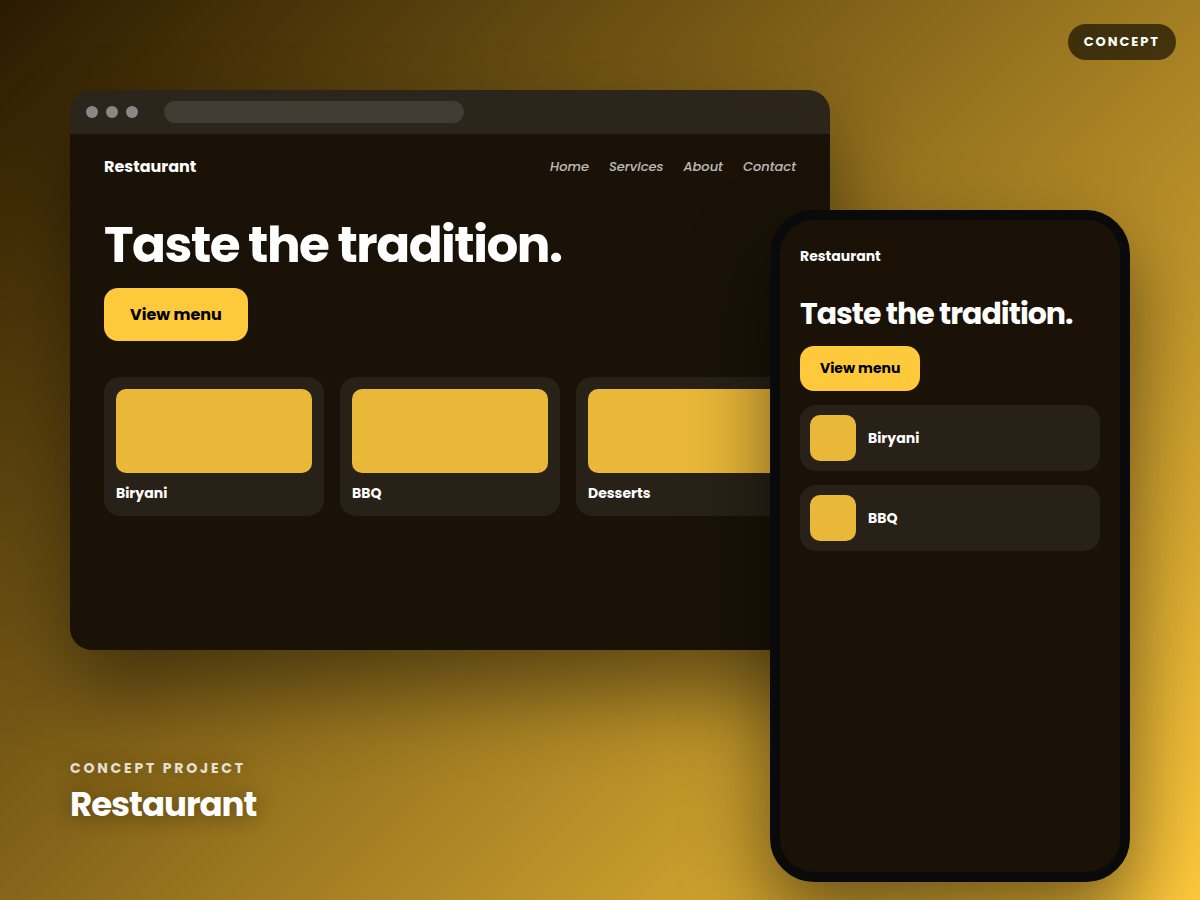 CONCEPT
Restaurant
Home Services About Contact
Taste the tradition.
View menu
Biryani
BBQ
Desserts
Restaurant
Taste the tradition.
View menu
Biryani
BBQ
CONCEPT PROJECT
Restaurant